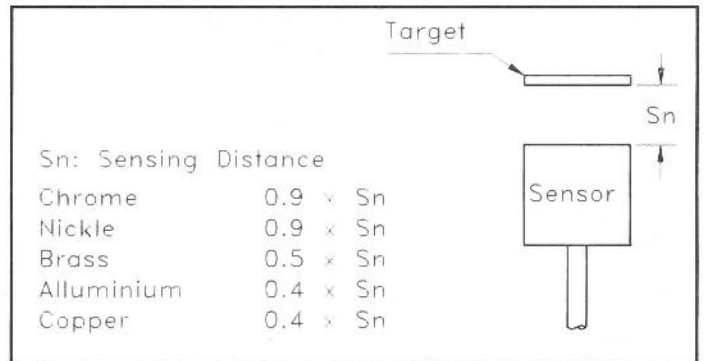 Target
Sn
Sn: Sensing Distance
Sensor
Chrome 0.9 × Sn
Nickle 0.9 × Sn
Brass 0.5 × Sn
Alluminium 0.4 × Sn
Copper 0.4 × Sn